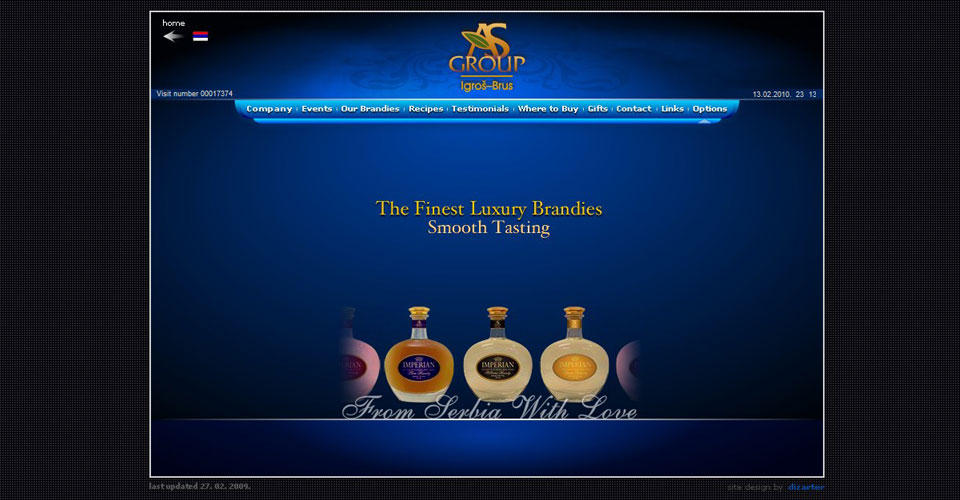 home
AS
GROUP
Igroš-Brus
Visit number 00017374
13.02.2010. 23 13
Company Events Our Brandies Recipes Testimonials Where to Buy Gifts Contact Links Options
The Finest Luxury Brandies
Smooth Tasting
IMPERIAN IMPERIAN IMPERIAN
From Serbia With Love
last updated 27. 02. 2009.
site design by dizarter